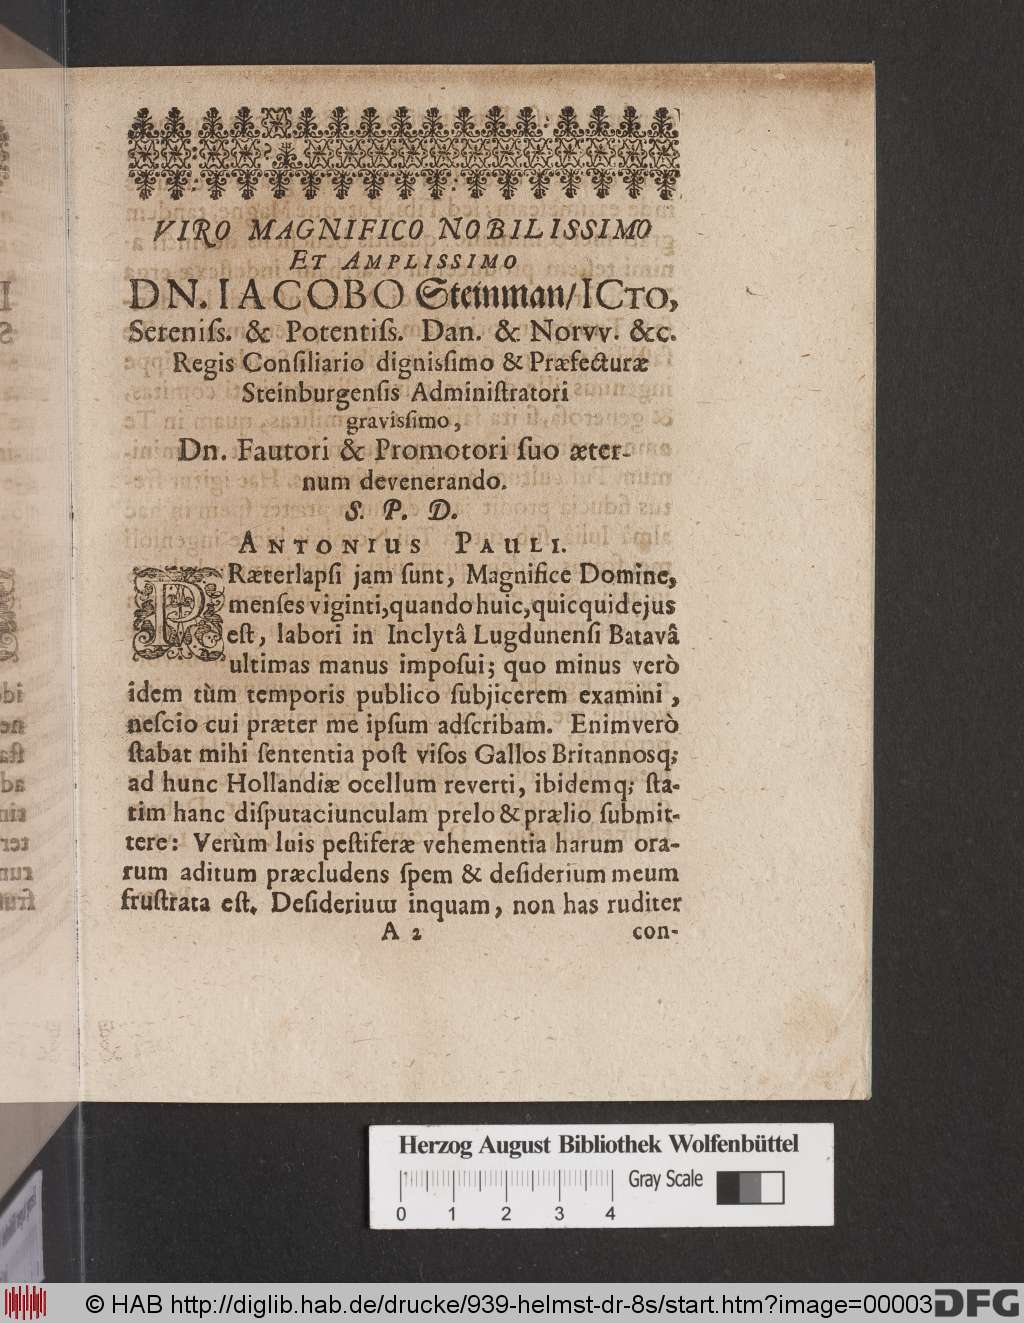 VIRO MAGNIFICO NOBILISSIMO
ET AMPLISSIMO
DN. IACOBO Steinman/ ICTO,
Sereniſſ. & Potentiſſ. Dan. & Norvv. &c.
Regis Conſiliario digniſſimo & Præfecturæ
Steinburgenſis Adminiſtratori
graviſſimo,
Dn. Fautori & Promotori ſuo æter-
num devenerando.
S. P. D.
ANTONIUS PAULI.
PRæterlapſi jam ſunt, Magnifice Domine,
menſes viginti, quando huic, quicquid ejus
eſt, labori in Inclytâ Lugdunenſi Batavâ
ultimas manus impoſui; quo minus verò
idem tùm temporis publico ſubjicerem examini,
neſcio cui præter me ipſum adſcribam. Enimverò
ſtabat mihi ſententia poſt viſos Gallos Britannosq;
ad hunc Hollandiæ ocellum reverti, ibidemq; ſta-
tim hanc diſputaciunculam prelo & prælio ſubmit-
tere: Verùm luis peſtiferæ vehementia harum ora-
rum aditum præcludens ſpem & deſiderium meum
fruſtrata eſt. Deſiderium inquam, non has ruditer
A 2 con-
Herzog August Bibliothek Wolfenbüttel
Gray Scale
0 1 2 3 4
© HAB http://diglib.hab.de/drucke/939-helmst-dr-8s/start.htm?image=00003
DFG